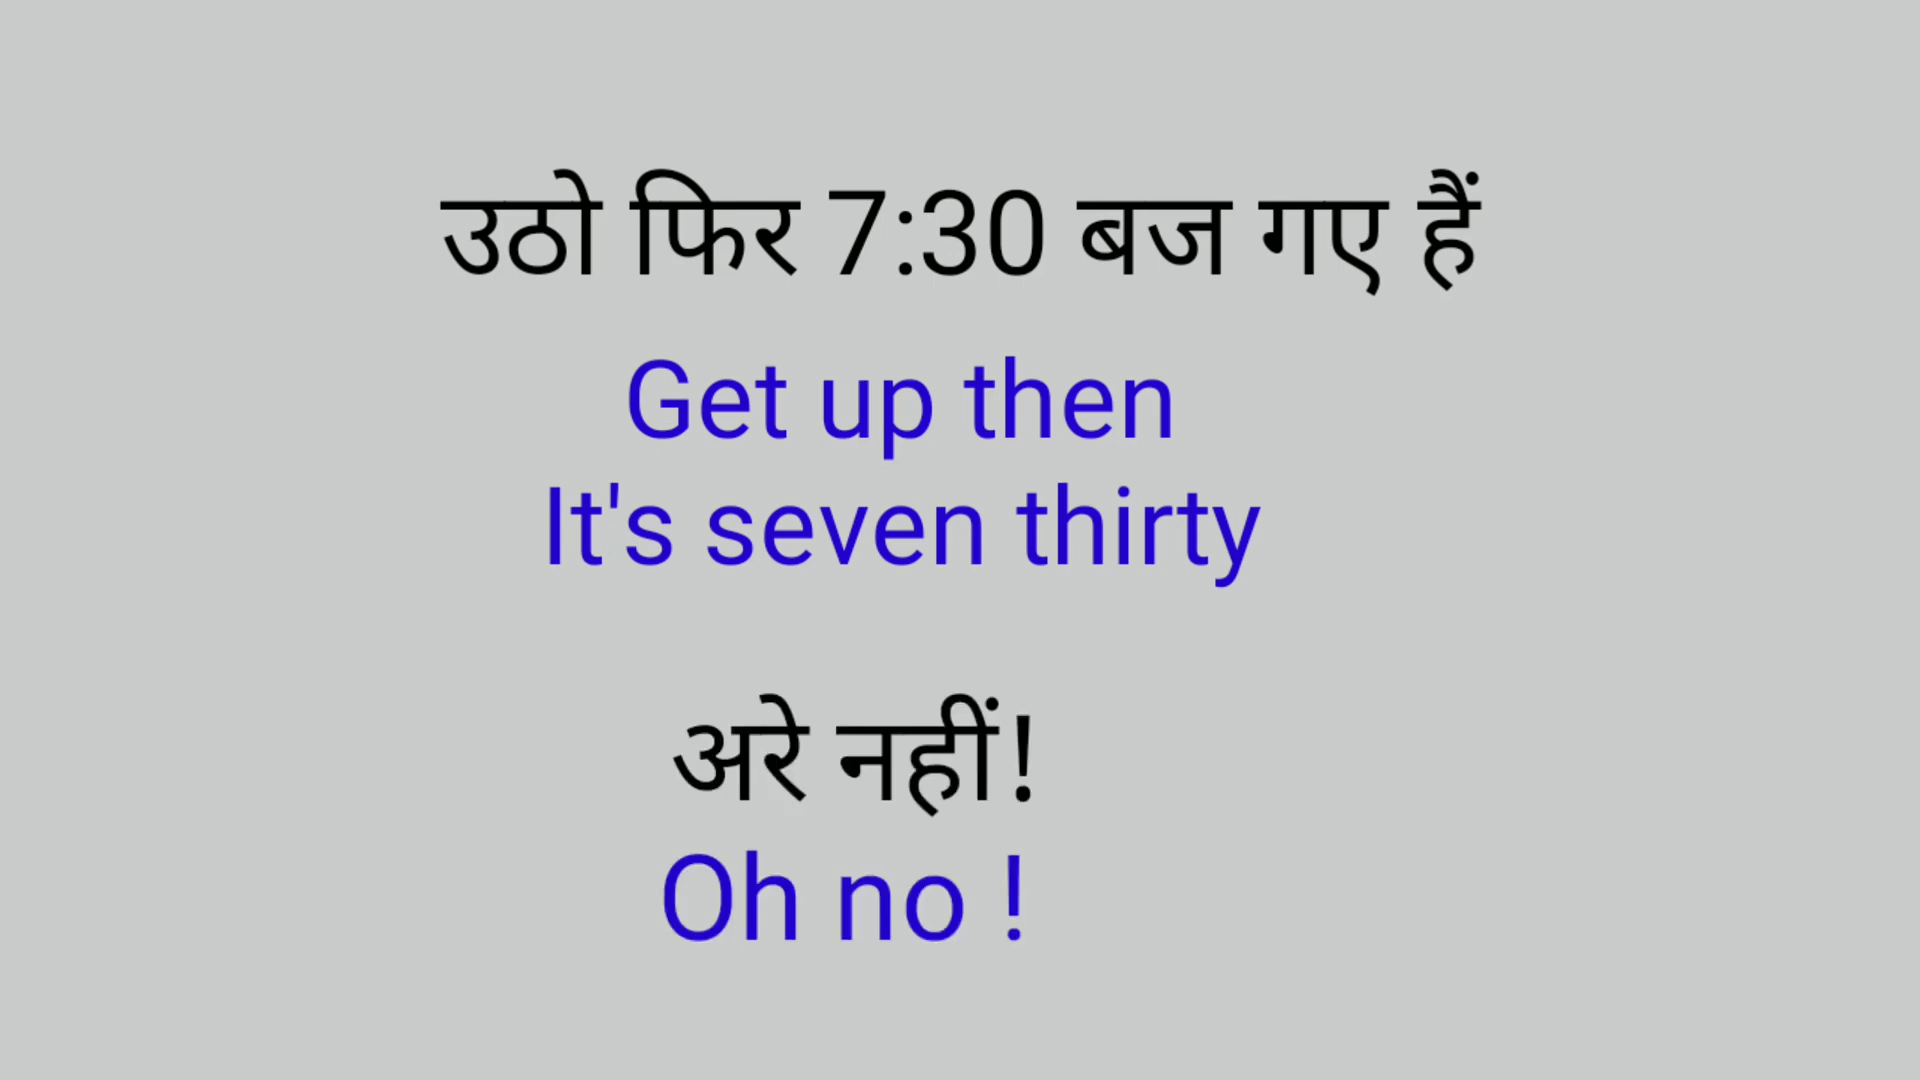 उठो फिर 7:30 बज गए हैं
Get up then
It's seven thirty
अरे नहीं!
Oh no !